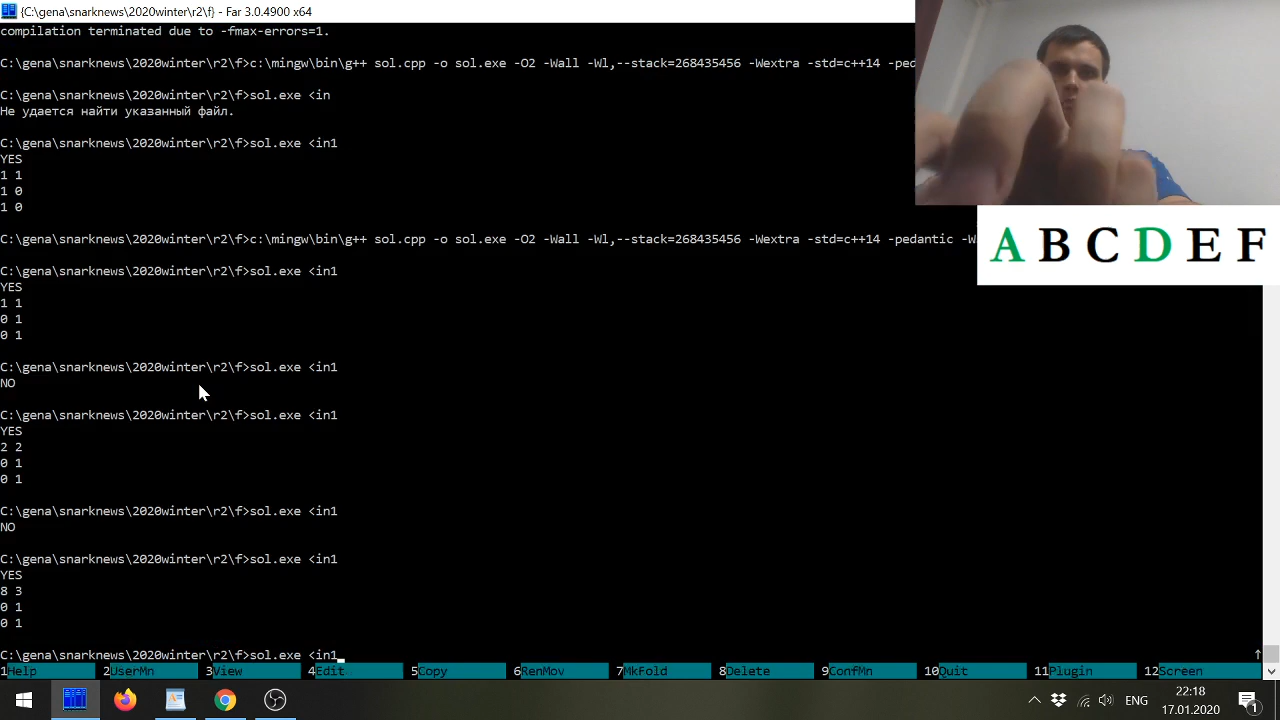 {C:\gena\snarknews\2020winter\r2\f} - Far 3.0.4900 x64
compilation terminated due to -fmax-errors=1.
C:\gena\snarknews\2020winter\r2\f>c:\mingw\bin\g++ sol.cpp -o sol.exe -O2 -Wall -Wl,--stack=268435456 -Wextra -std=c++14 -ped
C:\gena\snarknews\2020winter\r2\f>sol.exe <in
Не удается найти указанный файл.
C:\gena\snarknews\2020winter\r2\f>sol.exe <in1
YES
1 1
1 0
1 0
C:\gena\snarknews\2020winter\r2\f>c:\mingw\bin\g++ sol.cpp -o sol.exe -O2 -Wall -Wl,--stack=268435456 -Wextra -std=c++14 -pedantic -W
A B C D E F
C:\gena\snarknews\2020winter\r2\f>sol.exe <in1
YES
1 1
0 1
0 1
C:\gena\snarknews\2020winter\r2\f>sol.exe <in1
NO
C:\gena\snarknews\2020winter\r2\f>sol.exe <in1
YES
2 2
0 1
0 1
C:\gena\snarknews\2020winter\r2\f>sol.exe <in1
NO
C:\gena\snarknews\2020winter\r2\f>sol.exe <in1
YES
8 3
0 1
0 1
C:\gena\snarknews\2020winter\r2\f>sol.exe <in1
1Help 2UserMn 3View 4Edit 5Copy 6RenMov 7MkFold 8Delete 9ConfMn 10Quit 11Plugin 12Screen
ENG
22:18
17.01.2020
1